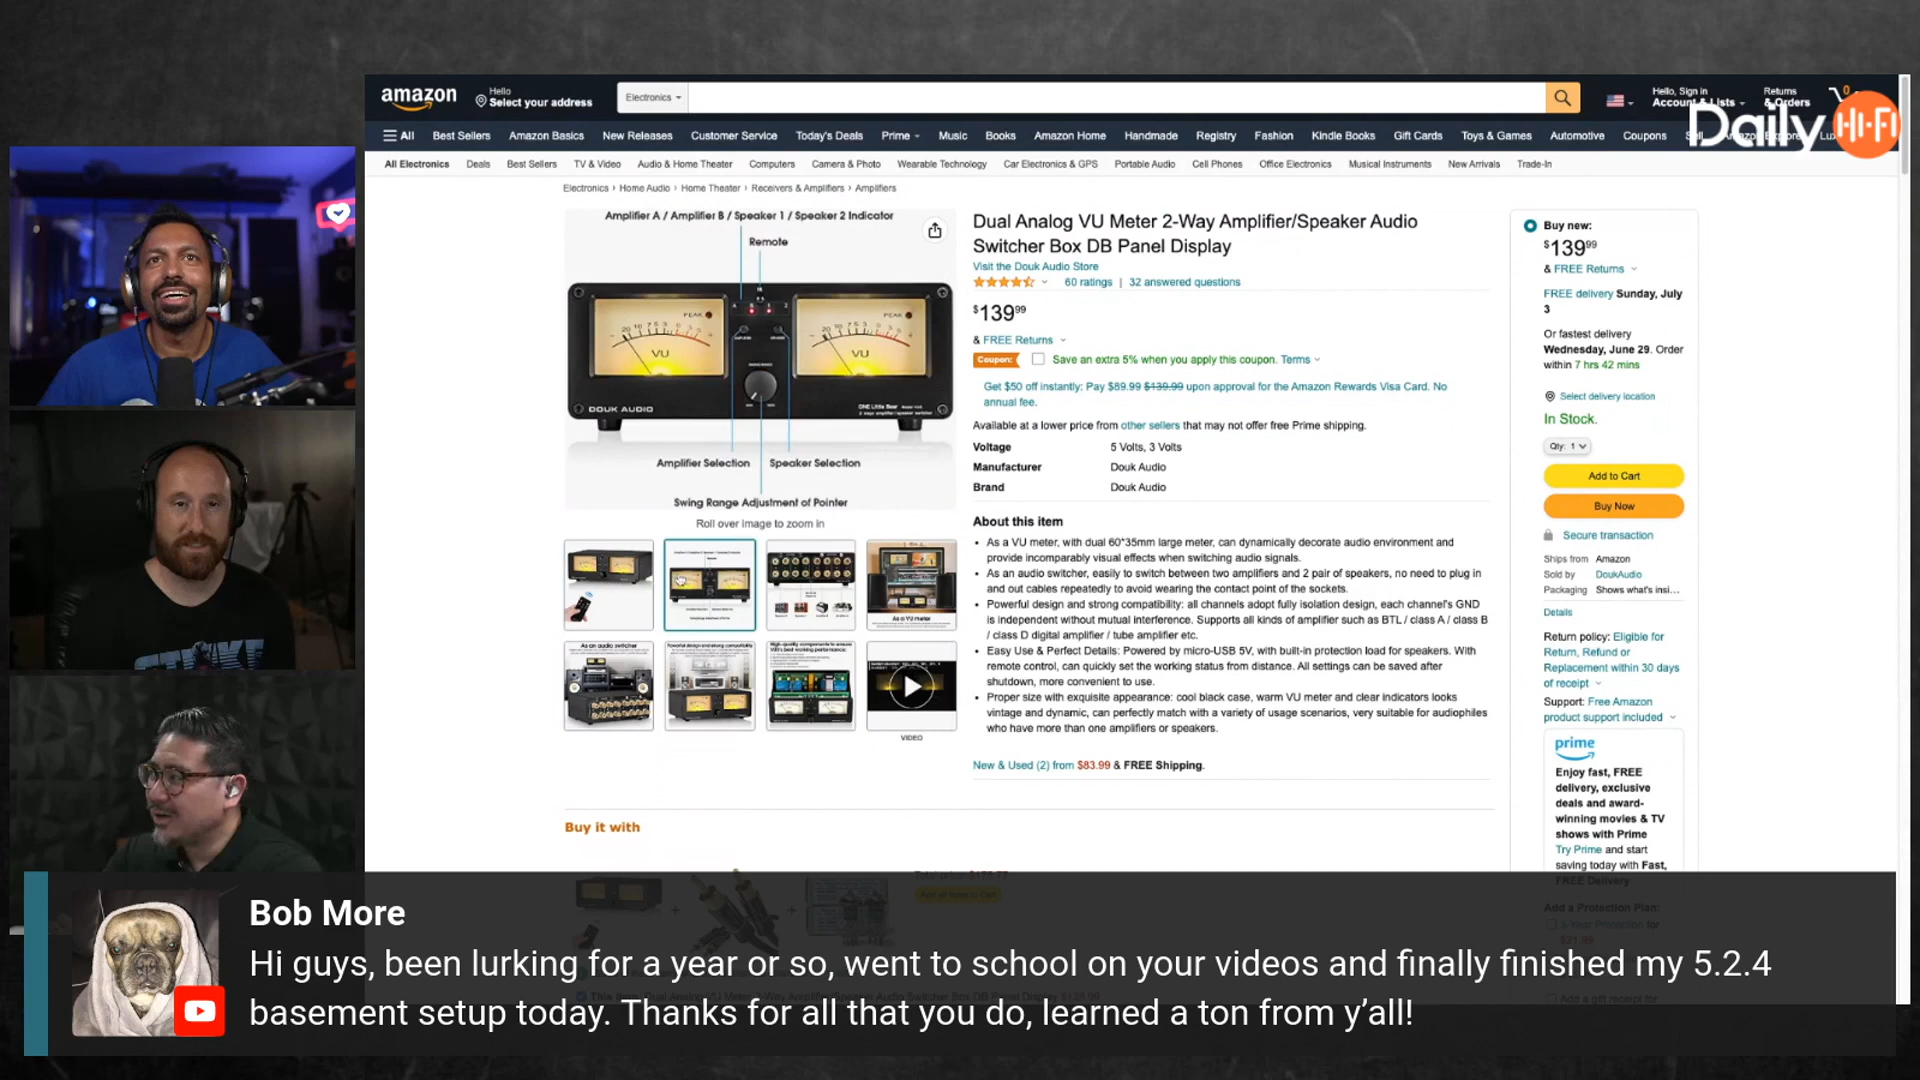 Daily HI-FI
amazon
Hello
Select your address
Electronics
Hello, Sign in
Account & Lists
Returns
& Orders
0
All Best Sellers Amazon Basics New Releases Customer Service Today's Deals Prime Music Books Amazon Home Handmade Registry Fashion Kindle Books Gift Cards Toys & Games Automotive Coupons Sell
All Electronics Deals Best Sellers TV & Video Audio & Home Theater Computers Camera & Photo Wearable Technology Car Electronics & GPS Portable Audio Cell Phones Office Electronics Musical Instruments New Arrivals Trade-In
Electronics › Home Audio › Home Theater › Receivers & Amplifiers › Amplifiers
Amplifier A / Amplifier B / Speaker 1 / Speaker 2 Indicator
Remote
PEAK
VU
PEAK
VU
DOUK AUDIO
Amplifier Selection Speaker Selection
Swing Range Adjustment of Pointer
Roll over image to zoom in
As a VU meter
As an audio switcher
VIDEO
Dual Analog VU Meter 2-Way Amplifier/Speaker Audio
Switcher Box DB Panel Display
Visit the Douk Audio Store
60 ratings | 32 answered questions
$139.99
& FREE Returns
Coupon: Save an extra 5% when you apply this coupon. Terms
Get $50 off instantly: Pay $89.99 $139.99 upon approval for the Amazon Rewards Visa Card. No
annual fee.
Available at a lower price from other sellers that may not offer free Prime shipping.
Voltage 5 Volts, 3 Volts
Manufacturer Douk Audio
Brand Douk Audio
About this item
• As a VU meter, with dual 60*35mm large meter, can dynamically decorate audio environment and
provide incomparably visual effects when switching audio signals.
• As an audio switcher, easily to switch between two amplifiers and 2 pair of speakers, no need to plug in
and out cables repeatedly to avoid wearing the contact point of the sockets.
• Powerful design and strong compatibility: all channels adopt fully isolation design, each channel's GND
is independent without mutual interference. Supports all kinds of amplifier such as BTL / class A / class B
/ class D digital amplifier / tube amplifier etc.
• Easy Use & Perfect Details: Powered by micro-USB 5V, with built-in protection load for speakers. With
remote control, can quickly set the working status from distance. All settings can be saved after
shutdown, more convenient to use.
• Proper size with exquisite appearance: cool black case, warm VU meter and clear indicators looks
vintage and dynamic, can perfectly match with a variety of usage scenarios, very suitable for audiophiles
who have more than one amplifiers or speakers.
New & Used (2) from $83.99 & FREE Shipping.
Buy it with
Buy new:
$139.99
& FREE Returns
FREE delivery Sunday, July
3
Or fastest delivery
Wednesday, June 29. Order
within 7 hrs 42 mins
Select delivery location
In Stock.
Qty: 1
Add to Cart
Buy Now
Secure transaction
Ships from Amazon
Sold by DoukAudio
Packaging Shows what's insi...
Details
Return policy: Eligible for
Return, Refund or
Replacement within 30 days
of receipt
Support: Free Amazon
product support included
prime
Enjoy fast, FREE
delivery, exclusive
deals and award-
winning movies & TV
shows with Prime
Try Prime and start
saving today with Fast,
FREE Delivery
Add a Protection Plan:
Bob More
Hi guys, been lurking for a year or so, went to school on your videos and finally finished my 5.2.4
basement setup today. Thanks for all that you do, learned a ton from y'all!